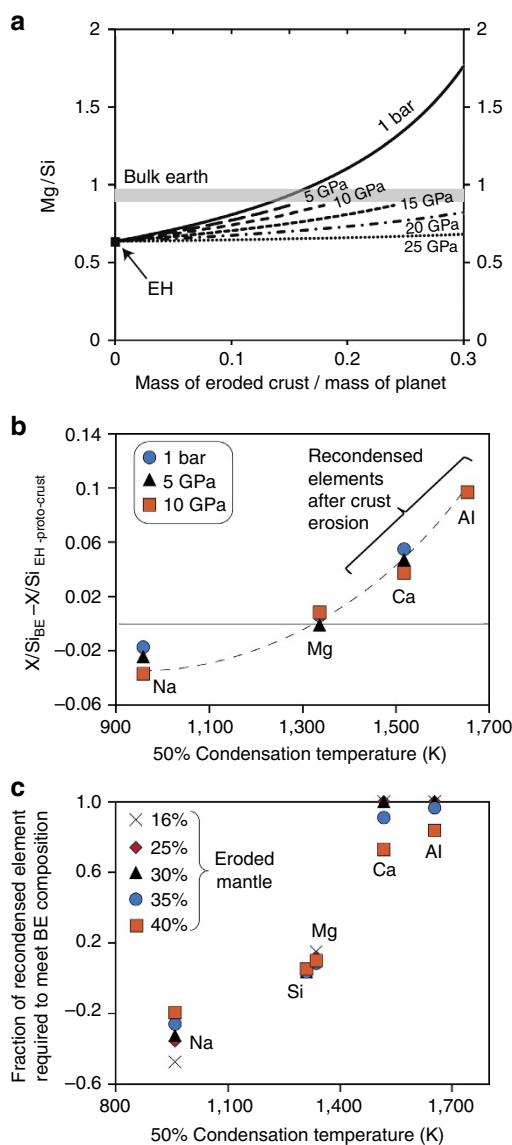 a
2
2
1.5
1.5
1 bar
Mg/Si
Bulk earth
1
1
5 GPa
10 GPa
15 GPa
20 GPa
25 GPa
0.5
0.5
EH
0
0
0
0.1
0.2
0.3
Mass of eroded crust / mass of planet
b
0.14
1 bar
5 GPa
10 GPa
Recondensed
elements
after crust
erosion
0.1
Al
0.06
Ca
0.02
Mg
−0.02
Na
−0.06
X/Si BE –X/Si EH -proto-crust
900
1,100
1,300
1,500
1,700
50% Condensation temperature (K)
c
1.0
16%
25%
30%
35%
40%
Eroded
mantle
Ca
Al
0.6
0.2
Mg
Si
−0.2
Na
−0.6
Fraction of recondensed element
required to meet BE composition
800
1,100
1,400
1,700
50% Condensation temperature (K)